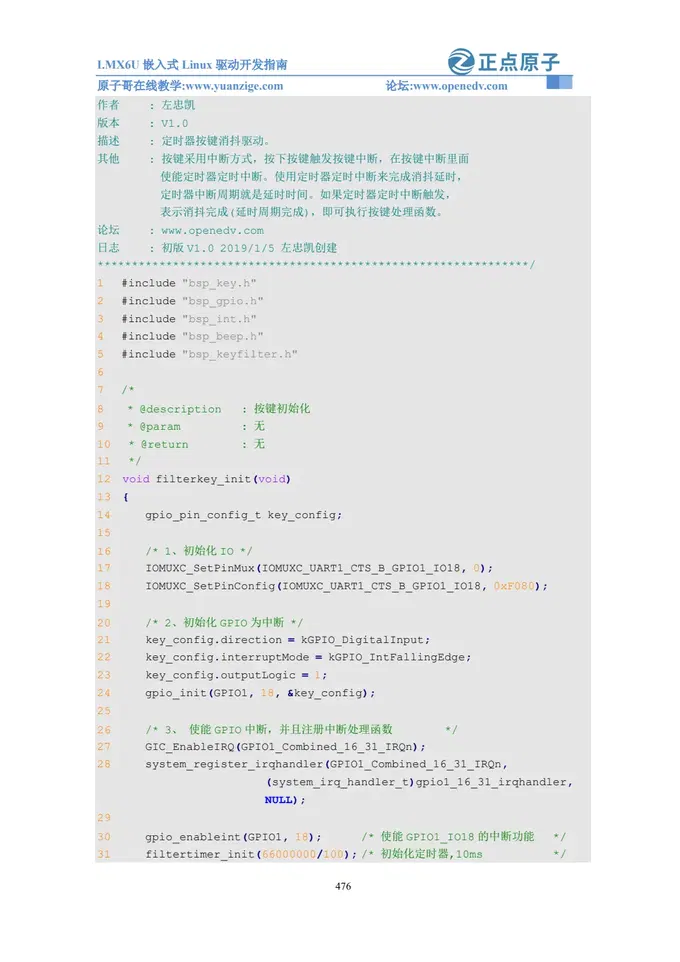 I.MX6U 嵌入式 Linux 驱动开发指南
正点原子
原子哥在线教学:www.yuanzige.com 论坛:www.openedv.com
作者 : 左忠凯
版本 : V1.0
描述 : 定时器按键消抖驱动。
其他 : 按键采用中断方式，按下按键触发按键中断，在按键中断里面
使能定时器定时中断。使用定时器定时中断来完成消抖延时，
定时器中断周期就是延时时间。如果定时器定时中断触发，
表示消抖完成(延时周期完成)，即可执行按键处理函数。
论坛 : www.openedv.com
日志 : 初版 V1.0 2019/1/5 左忠凯创建
***************************************************************/
1 #include "bsp_key.h"
2 #include "bsp_gpio.h"
3 #include "bsp_int.h"
4 #include "bsp_beep.h"
5 #include "bsp_keyfilter.h"
6
7 /*
8 * @description : 按键初始化
9 * @param : 无
10 * @return : 无
11 */
12 void filterkey_init(void)
13 {
14 gpio_pin_config_t key_config;
15
16 /* 1、初始化 IO */
17 IOMUXC_SetPinMux(IOMUXC_UART1_CTS_B_GPIO1_IO18, 0);
18 IOMUXC_SetPinConfig(IOMUXC_UART1_CTS_B_GPIO1_IO18, 0xF080);
19
20 /* 2、初始化 GPIO 为中断 */
21 key_config.direction = kGPIO_DigitalInput;
22 key_config.interruptMode = kGPIO_IntFallingEdge;
23 key_config.outputLogic = 1;
24 gpio_init(GPIO1, 18, &key_config);
25
26 /* 3、 使能 GPIO 中断，并且注册中断处理函数 */
27 GIC_EnableIRQ(GPIO1_Combined_16_31_IRQn);
28 system_register_irqhandler(GPIO1_Combined_16_31_IRQn,
(system_irq_handler_t)gpio1_16_31_irqhandler,
NULL);
29
30 gpio_enableint(GPIO1, 18); /* 使能 GPIO1_IO18 的中断功能 */
31 filtertimer_init(66000000/100); /* 初始化定时器,10ms */
476